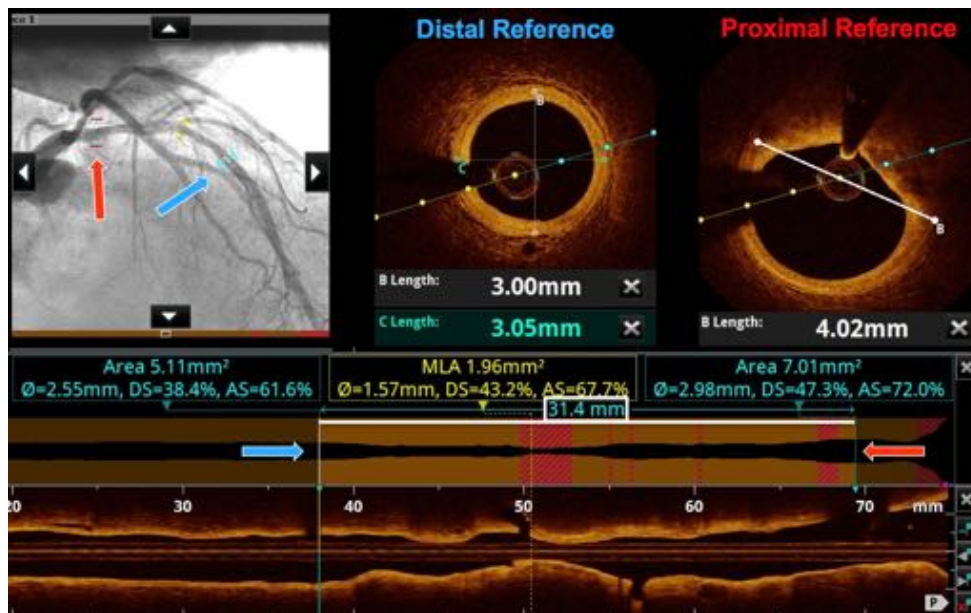 Distal Reference
Proximal Reference
B
C
B
B Length: 3.00mm
C Length: 3.05mm
B Length: 4.02mm
Area 5.11mm²
Ø=2.55mm, DS=38.4%, AS=61.6%
MLA 1.96mm²
Ø=1.57mm, DS=43.2%, AS=67.7%
Area 7.01mm²
Ø=2.98mm, DS=47.3%, AS=72.0%
31.4 mm
20 30 40 50 60 70 mm
P